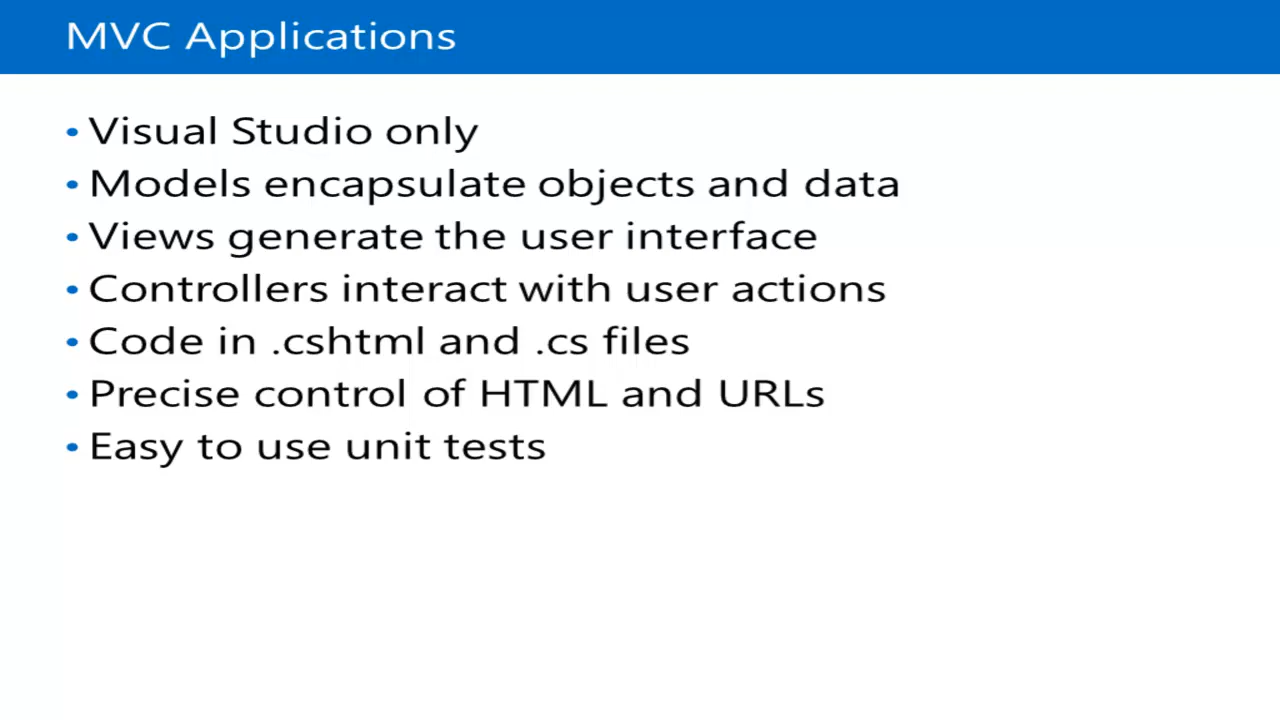 MVC Applications
• Visual Studio only
• Models encapsulate objects and data
• Views generate the user interface
• Controllers interact with user actions
• Code in .cshtml and .cs files
• Precise control of HTML and URLs
• Easy to use unit tests